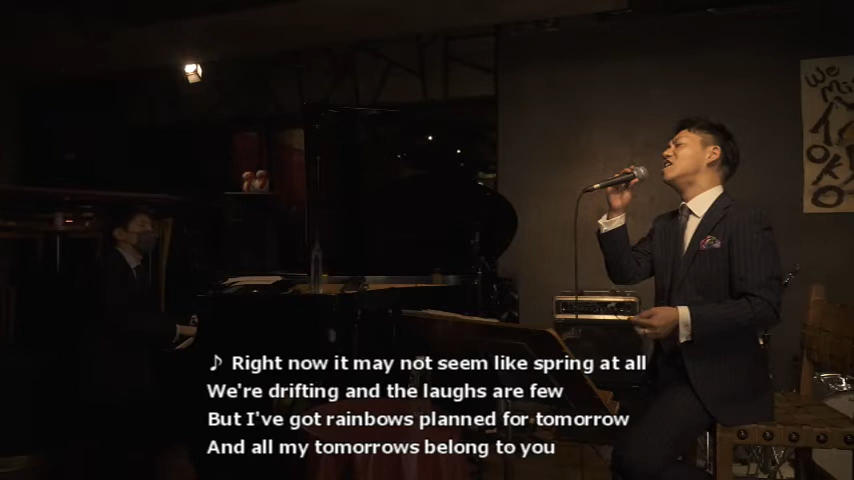 We
♪ Right now it may not seem like spring at all
We're drifting and the laughs are few
But I've got rainbows planned for tomorrow
And all my tomorrows belong to you